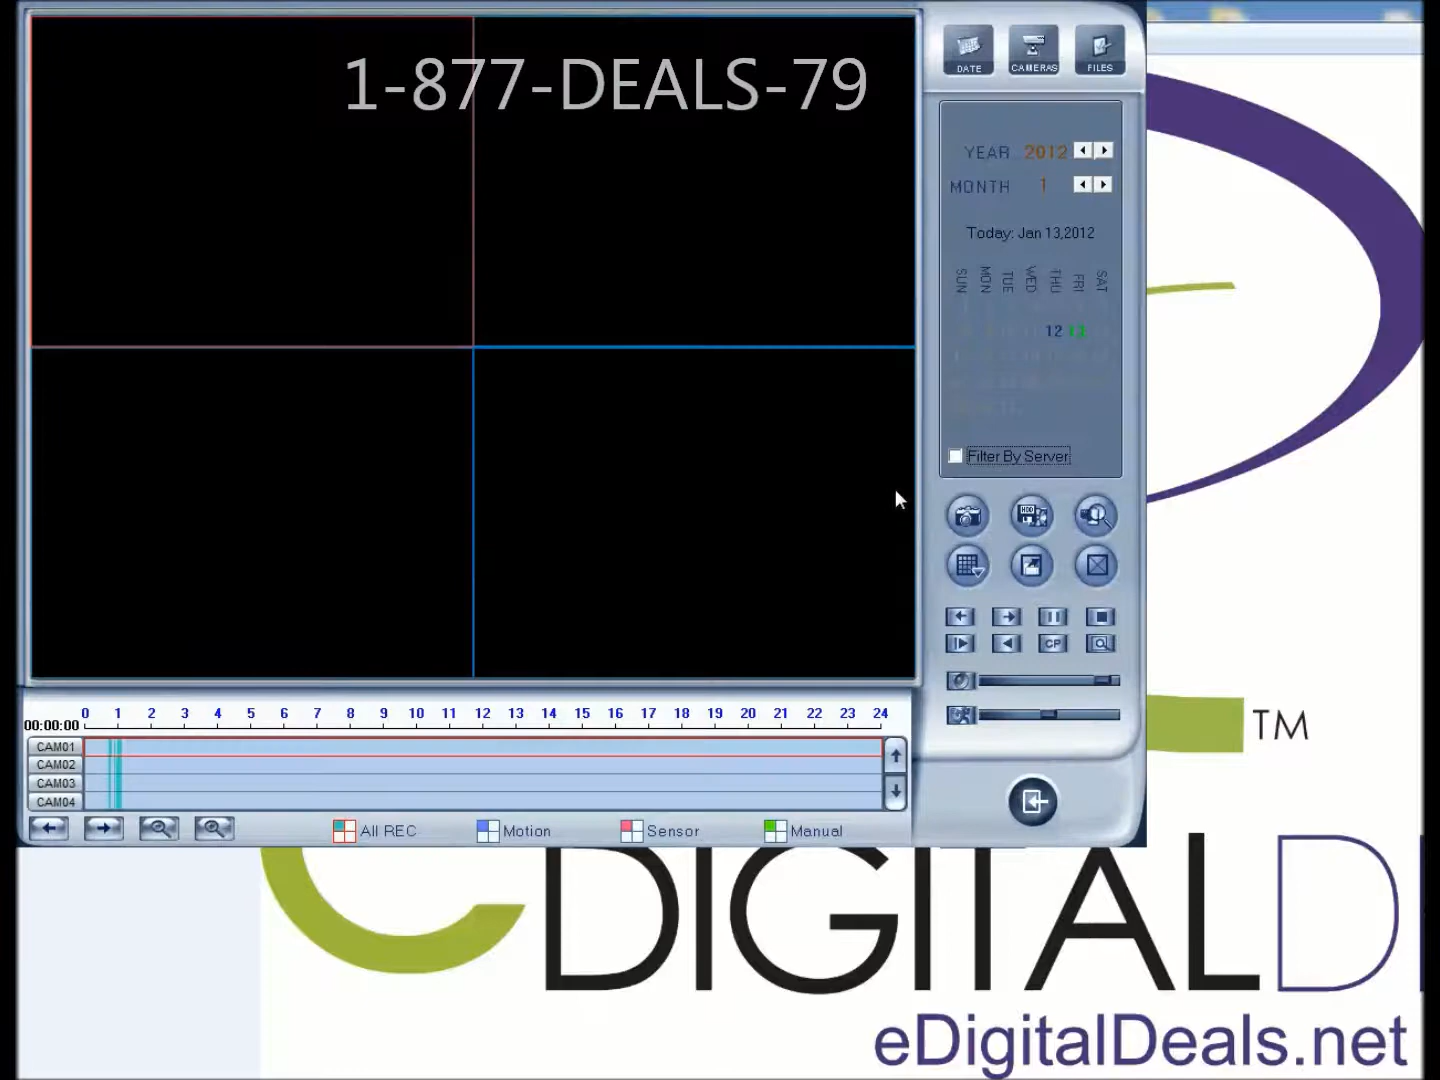 1-877-DEALS-79
DATE
CAMERAS
FILES
YEAR 2012
MONTH 1
Today: Jan 13,2012
SUN MON TUE WED THU FRI SAT
12 13
Filter By Server
CP
00:00:00 0 1 2 3 4 5 6 7 8 9 10 11 12 13 14 15 16 17 18 19 20 21 22 23 24
CAM01
CAM02
CAM03
CAM04
All REC Motion Sensor Manual
TM
eDIGITALD
eDigitalDeals.net